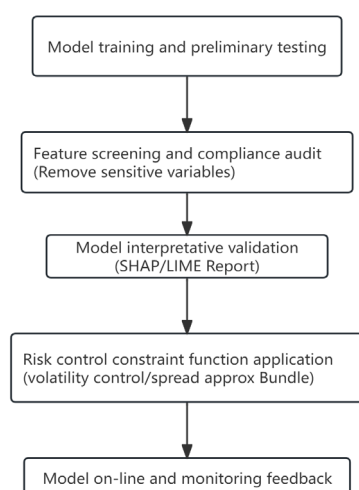 Model training and preliminary testing
Feature screening and compliance audit
(Remove sensitive variables)
Model interpretative validation
(SHAP/LIME Report)
Risk control constraint function application
(volatility control/spread approx Bundle)
Model on-line and monitoring feedback